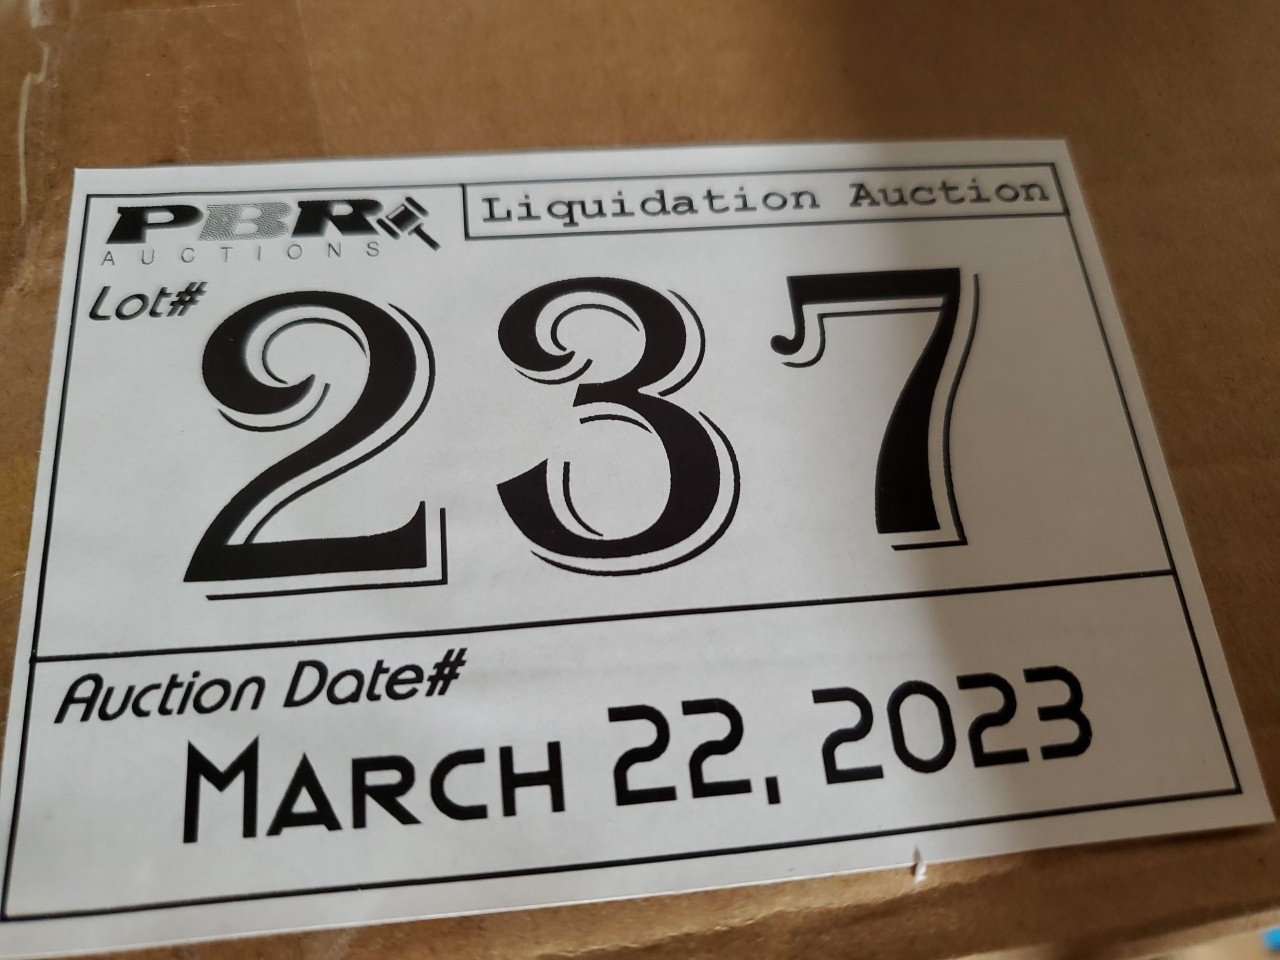 PBR
AUCTIONS
Liquidation Auction
Lot#
237
Auction Date#
March 22, 2023